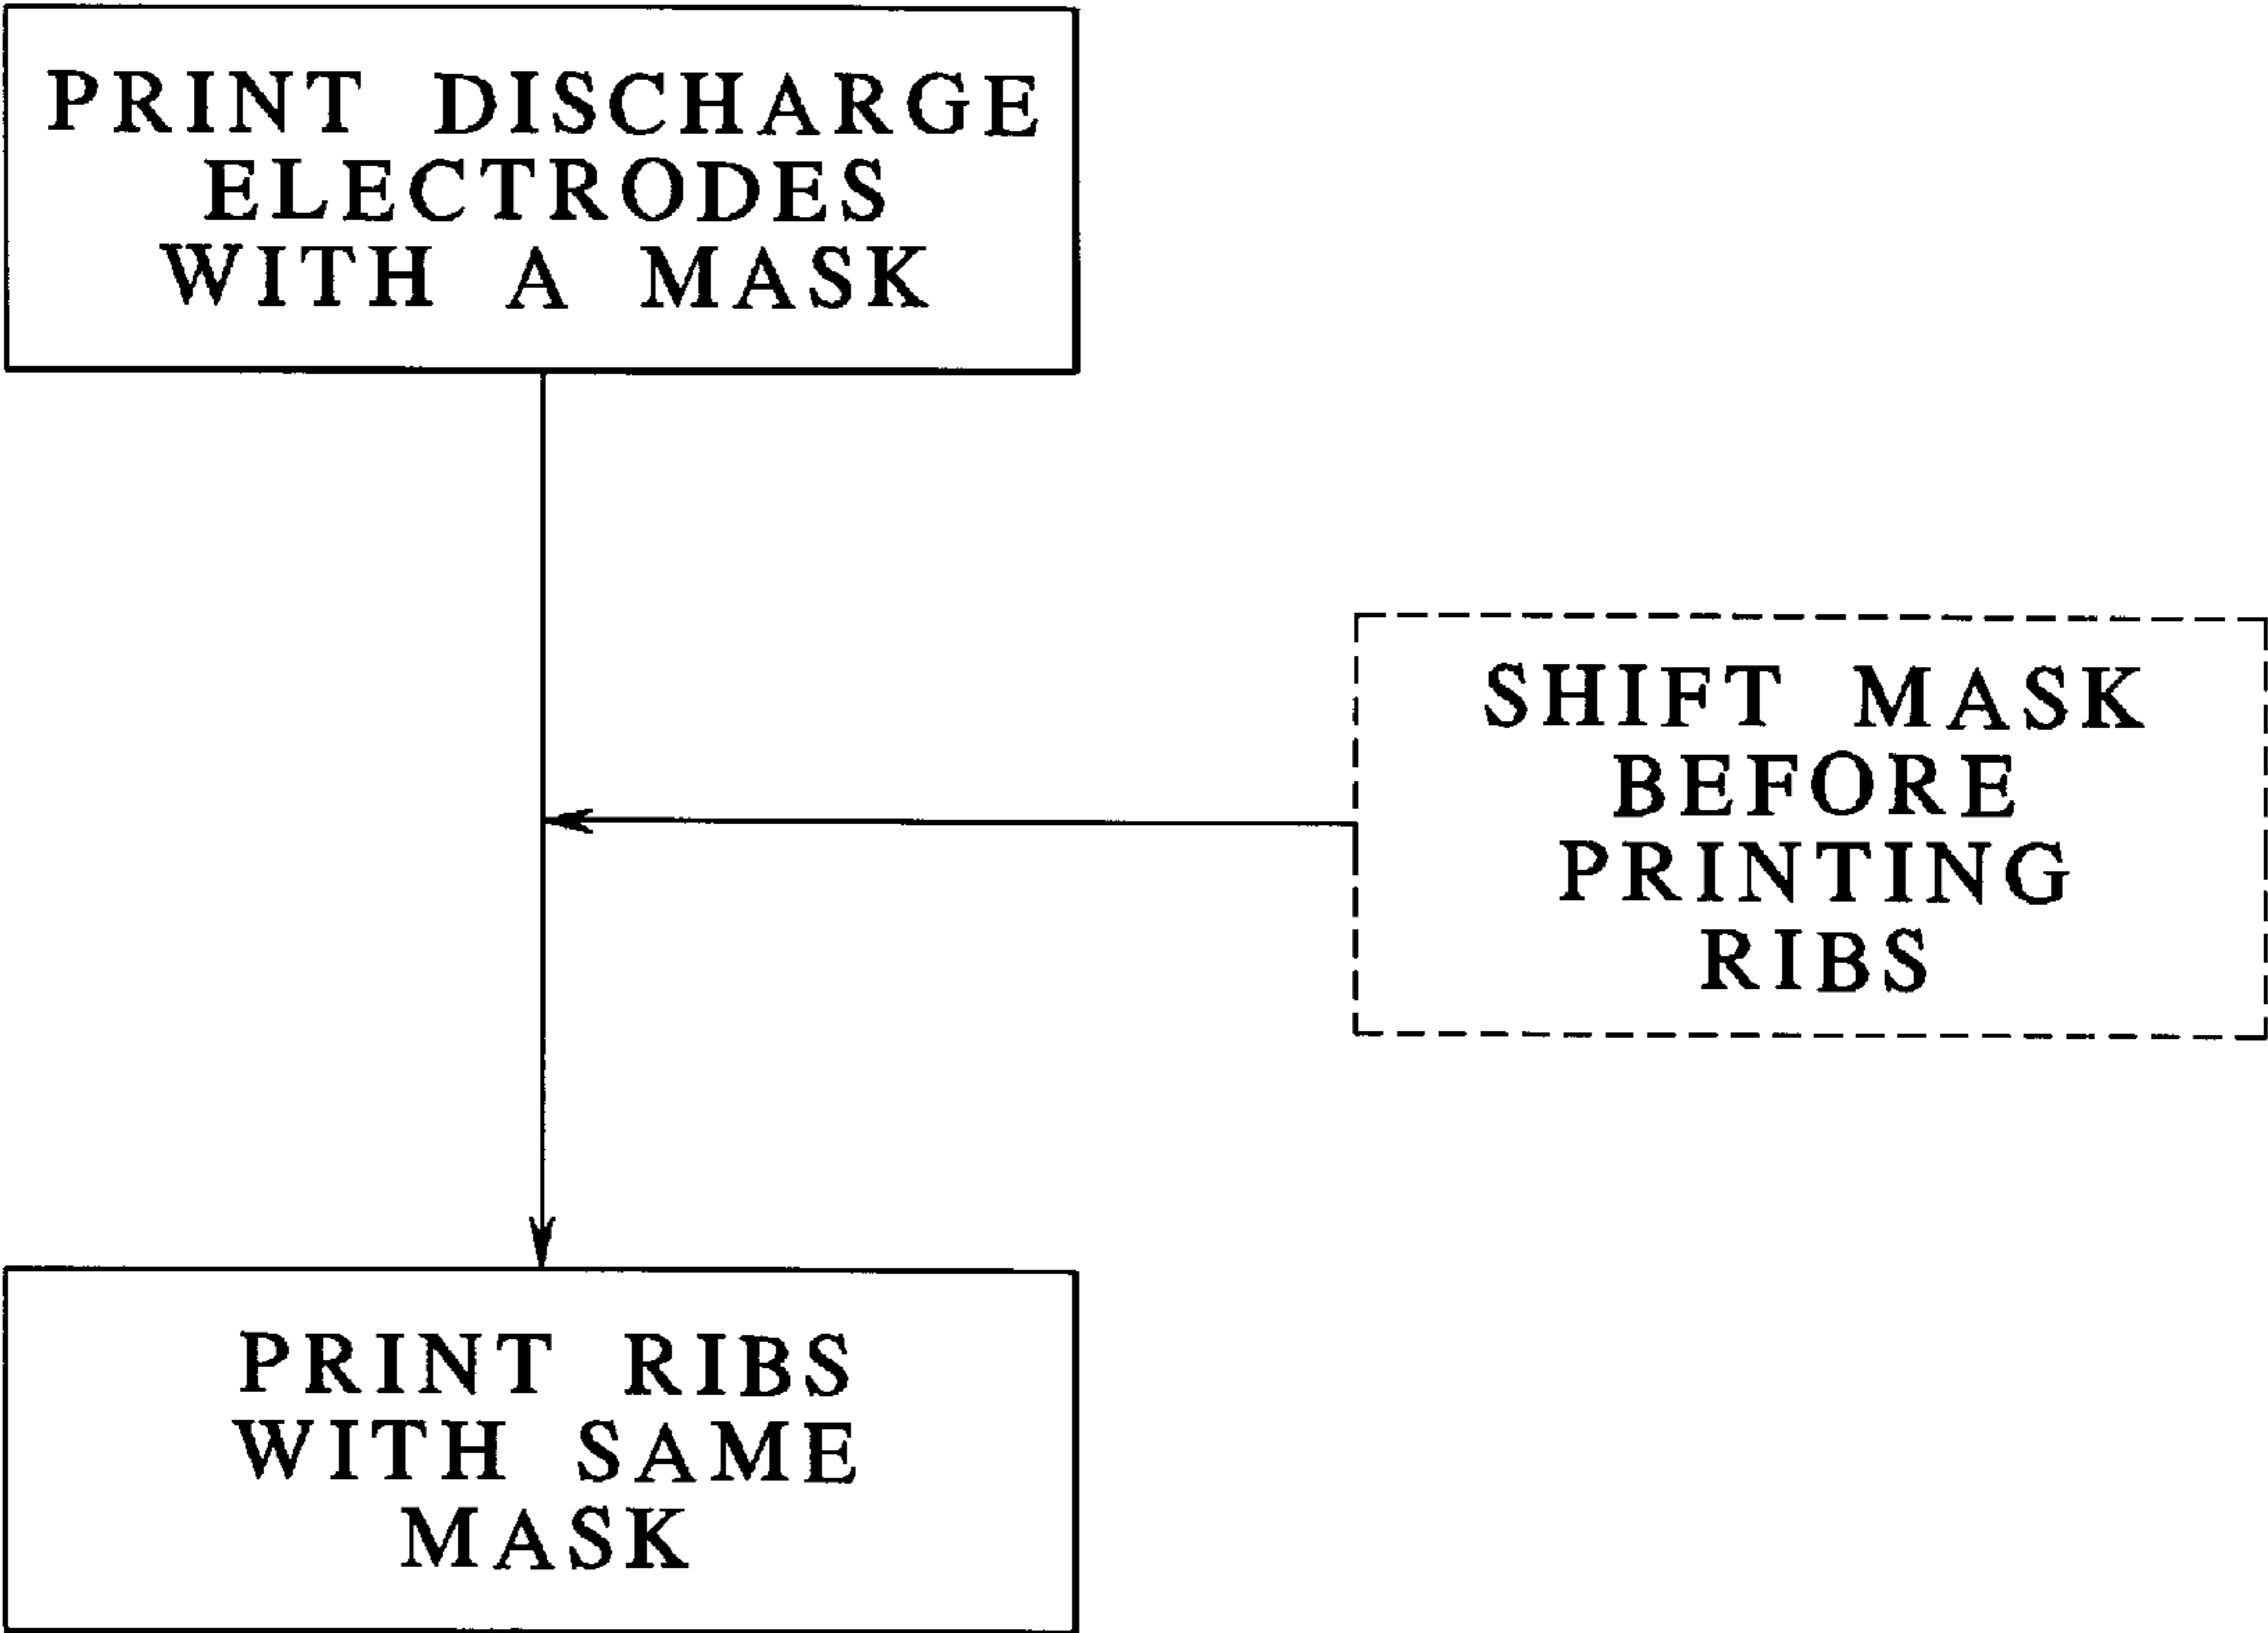 PRINT DISCHARGE
ELECTRODES
WITH A MASK
SHIFT MASK
BEFORE
PRINTING
RIBS
PRINT RIBS
WITH SAME
MASK